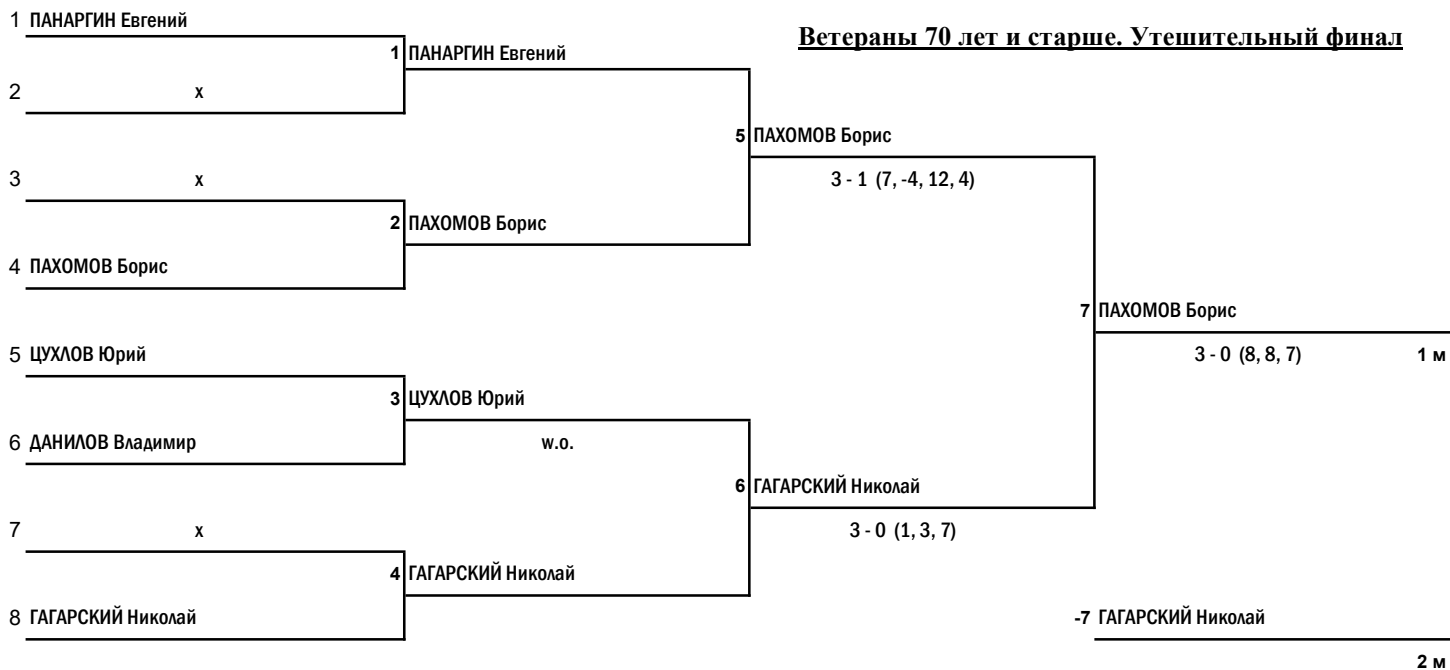 1 ПАНАРГИН Евгений
Ветераны 70 лет и старше. Утешительный финал
1 ПАНАРГИН Евгений
2 х
5 ПАХОМОВ Борис
3 х
3 - 1 (7, -4, 12, 4)
2 ПАХОМОВ Борис
4 ПАХОМОВ Борис
7 ПАХОМОВ Борис
5 ЦУХЛОВ Юрий
3 - 0 (8, 8, 7) 1 м
3 ЦУХЛОВ Юрий
6 ДАНИЛОВ Владимир
w.o.
6 ГАГАРСКИЙ Николай
7 х
3 - 0 (1, 3, 7)
4 ГАГАРСКИЙ Николай
8 ГАГАРСКИЙ Николай
-7 ГАГАРСКИЙ Николай
2 м